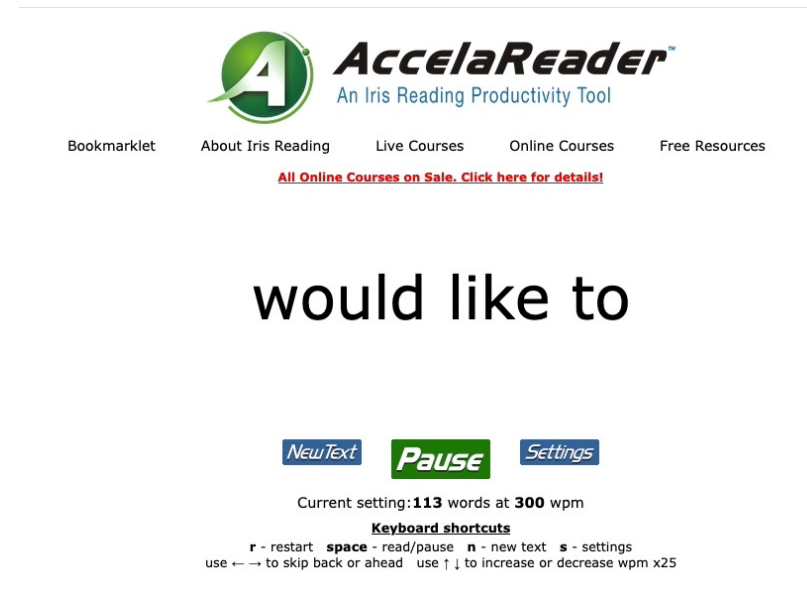 AccelaReader™
An Iris Reading Productivity Tool
Bookmarklet About Iris Reading Live Courses Online Courses Free Resources
All Online Courses on Sale. Click here for details!
would like to
New Text Pause Settings
Current setting:113 words at 300 wpm
Keyboard shortcuts
r - restart space - read/pause n - new text s - settings
use ← → to skip back or ahead use ↑ ↓ to increase or decrease wpm x25